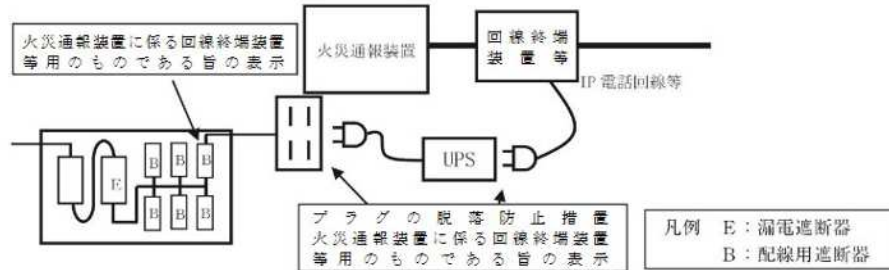 火災通報装置に係る回線終端装置
等用のものである旨の表示
火災通報装置
回線終端
装置等
IP 電話回線等
E
B
B
B
B
B
B
UPS
プラグの脱落防止措置
火災通報装置に係る回線終端装置
等用のものである旨の表示
凡例 E：漏電遮断器
B：配線用遮断器